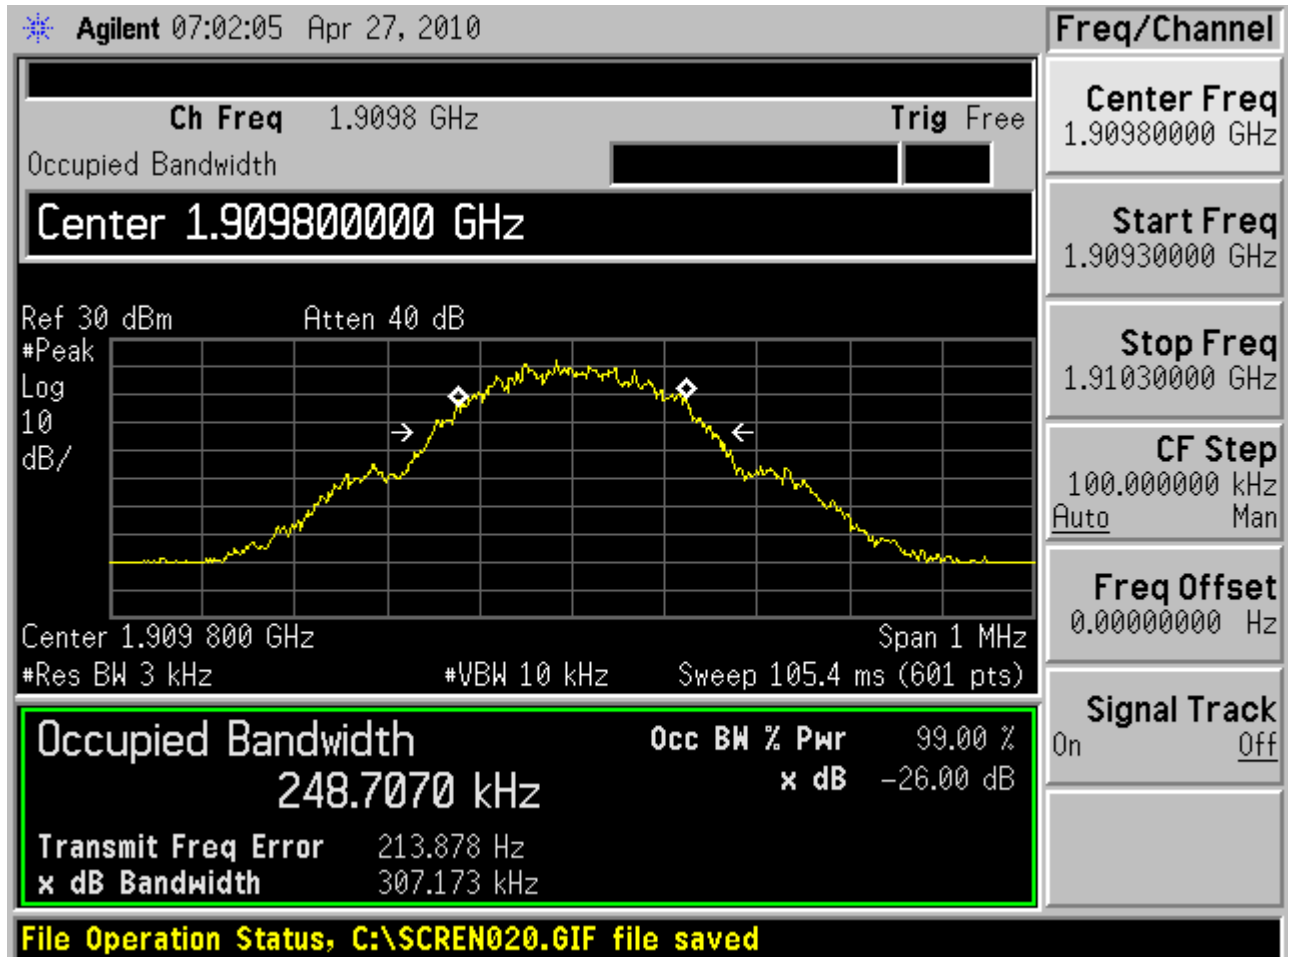 Agilent 07:02:05 Apr 27, 2010
Freq/Channel
Ch Freq 1.9098 GHz Trig Free
Occupied Bandwidth
Center 1.909800000 GHz
Ref 30 dBm Atten 40 dB
#Peak
Log
10
dB/
Center 1.909 800 GHz Span 1 MHz
#Res BW 3 kHz #VBW 10 kHz Sweep 105.4 ms (601 pts)
Occupied Bandwidth
248.7070 kHz
Occ BW % Pwr 99.00 %
x dB -26.00 dB
Transmit Freq Error 213.878 Hz
x dB Bandwidth 307.173 kHz
Center Freq
1.90980000 GHz
Start Freq
1.90930000 GHz
Stop Freq
1.91030000 GHz
CF Step
100.000000 kHz
Auto Man
Freq Offset
0.00000000 Hz
Signal Track
On Off
File Operation Status, C:\SCREN020.GIF file saved